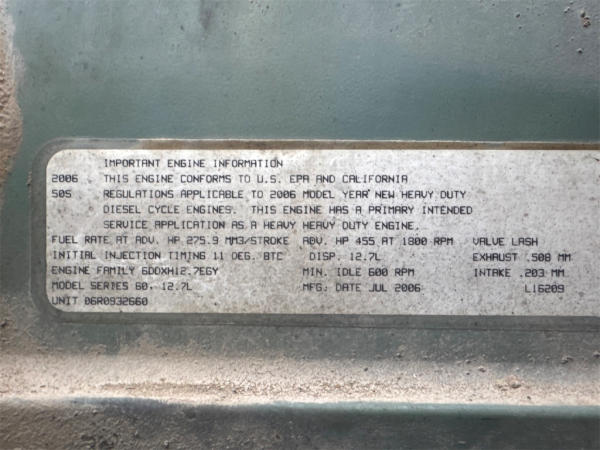 IMPORTANT ENGINE INFORMATION
2006 THIS ENGINE CONFORMS TO U.S. EPA AND CALIFORNIA
50S REGULATIONS APPLICABLE TO 2006 MODEL YEAR NEW HEAVY DUTY
DIESEL CYCLE ENGINES. THIS ENGINE HAS A PRIMARY INTENDED
SERVICE APPLICATION AS A HEAVY HEAVY DUTY ENGINE.
FUEL RATE AT ADV. HP 275.9 MM3/STROKE ADV. HP 455 AT 1800 RPM VALVE LASH
INITIAL INJECTION TIMING 11 DEG. BTC DISP. 12.7L EXHAUST .508 MM
ENGINE FAMILY 6DDXH12.7EGY MIN. IDLE 600 RPM INTAKE .203 MM
MODEL SERIES 60, 12.7L MFG. DATE JUL 2006 L16209
UNIT 06R0932660